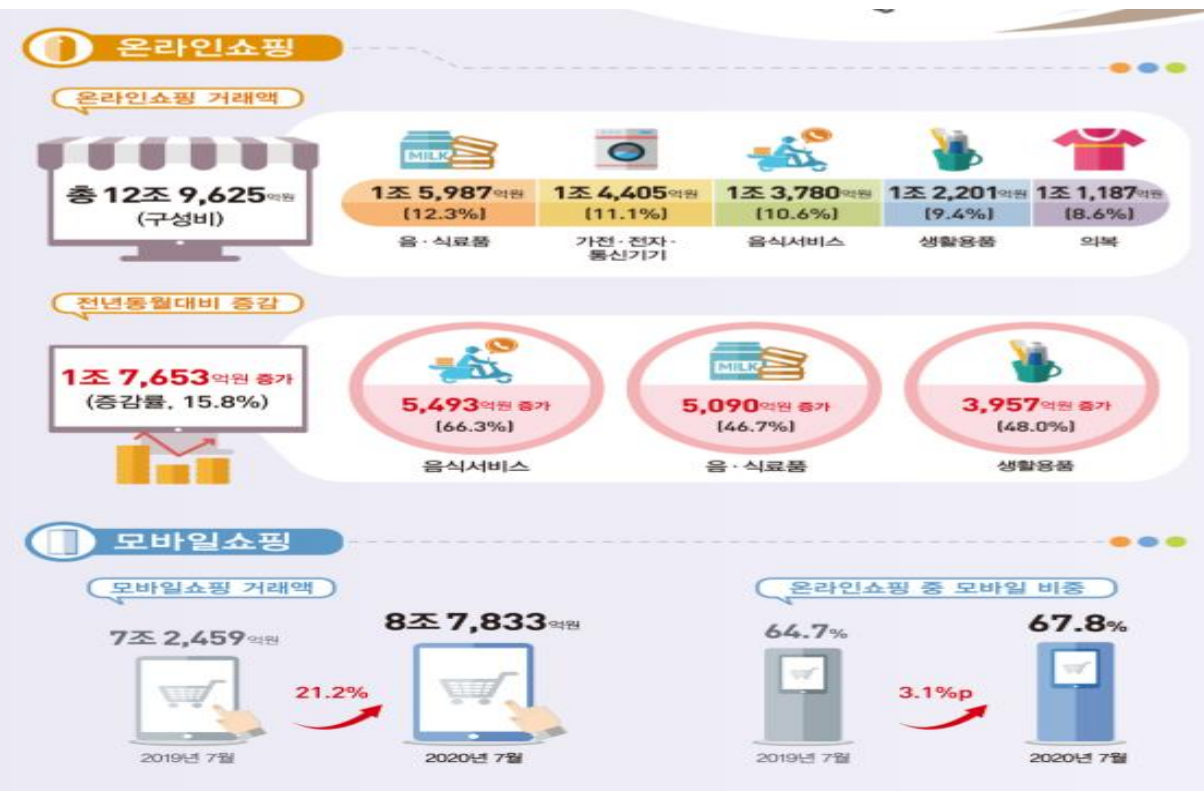 온라인쇼핑
온라인쇼핑 거래액
총 12조 9,625억원
(구성비)
MILK
1조 5,987억원 1조 4,405억원 1조 3,780억원 1조 2,201억원 1조 1,187억원
(12.3%) (11.1%) (10.6%) (9.4%) (8.6%)
음·식료품 가전·전자· 음식서비스 생활용품 의복
통신기기
전년동월대비 증감
1조 7,653억원 증가
(증감률, 15.8%)
MILK
5,493억원 증가 5,090억원 증가 3,957억원 증가
(66.3%) (46.7%) (48.0%)
음식서비스 음·식료품 생활용품
모바일쇼핑
모바일쇼핑 거래액 온라인쇼핑 중 모바일 비중
7조 2,459억원 8조 7,833억원 64.7% 67.8%
21.2% 3.1%p
2019년 7월 2020년 7월 2019년 7월 2020년 7월